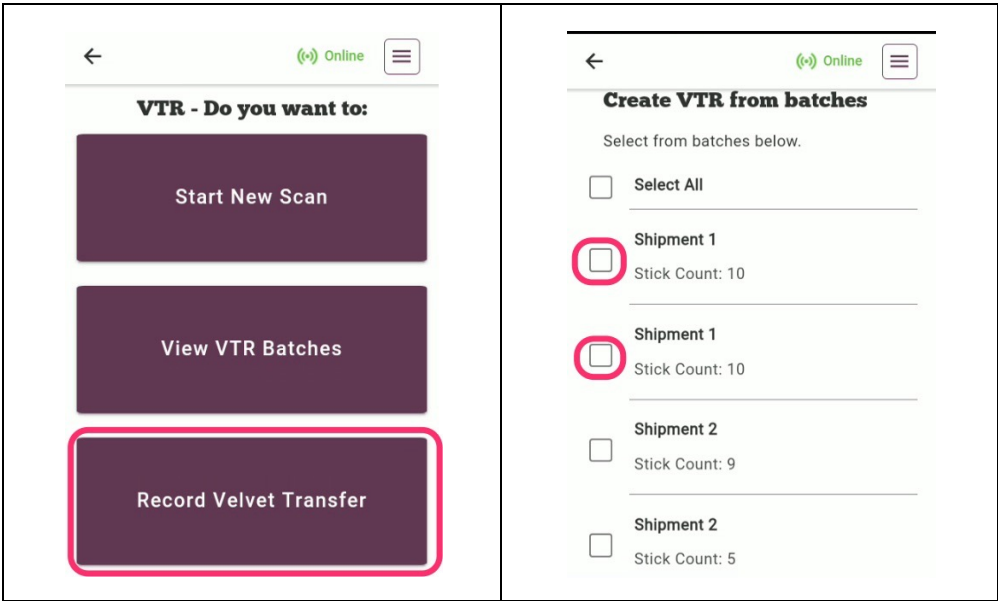 Online
VTR - Do you want to:
Start New Scan
View VTR Batches
Record Velvet Transfer
Online
Create VTR from batches
Select from batches below.
Select All
Shipment 1
Stick Count: 10
Shipment 1
Stick Count: 10
Shipment 2
Stick Count: 9
Shipment 2
Stick Count: 5